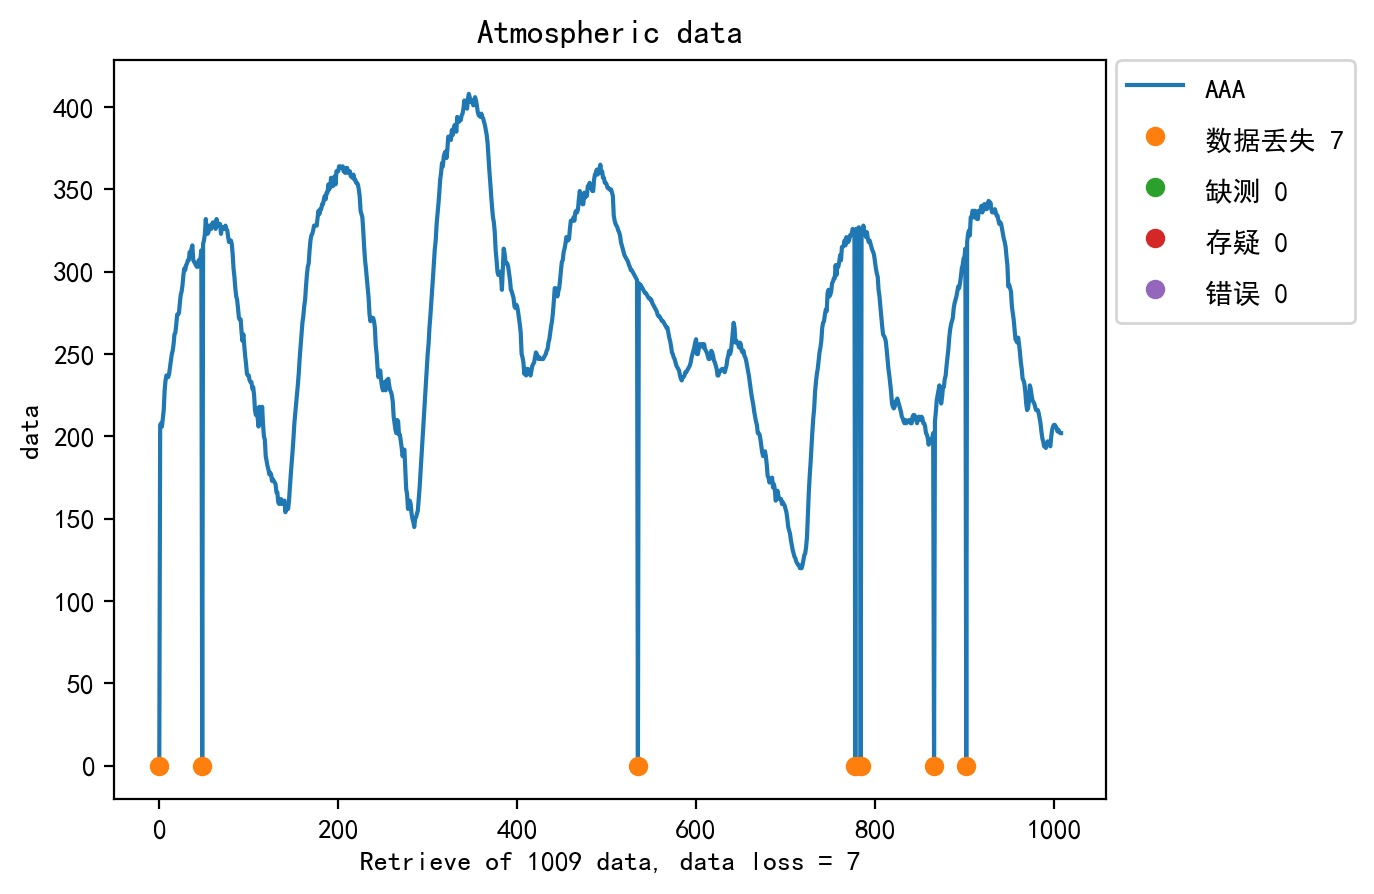 Atmospheric data
AAA
数据丢失 7
缺测 0
存疑 0
错误 0
data
400
350
300
250
200
150
100
50
0
0 200 400 600 800 1000
Retrieve of 1009 data, data loss = 7